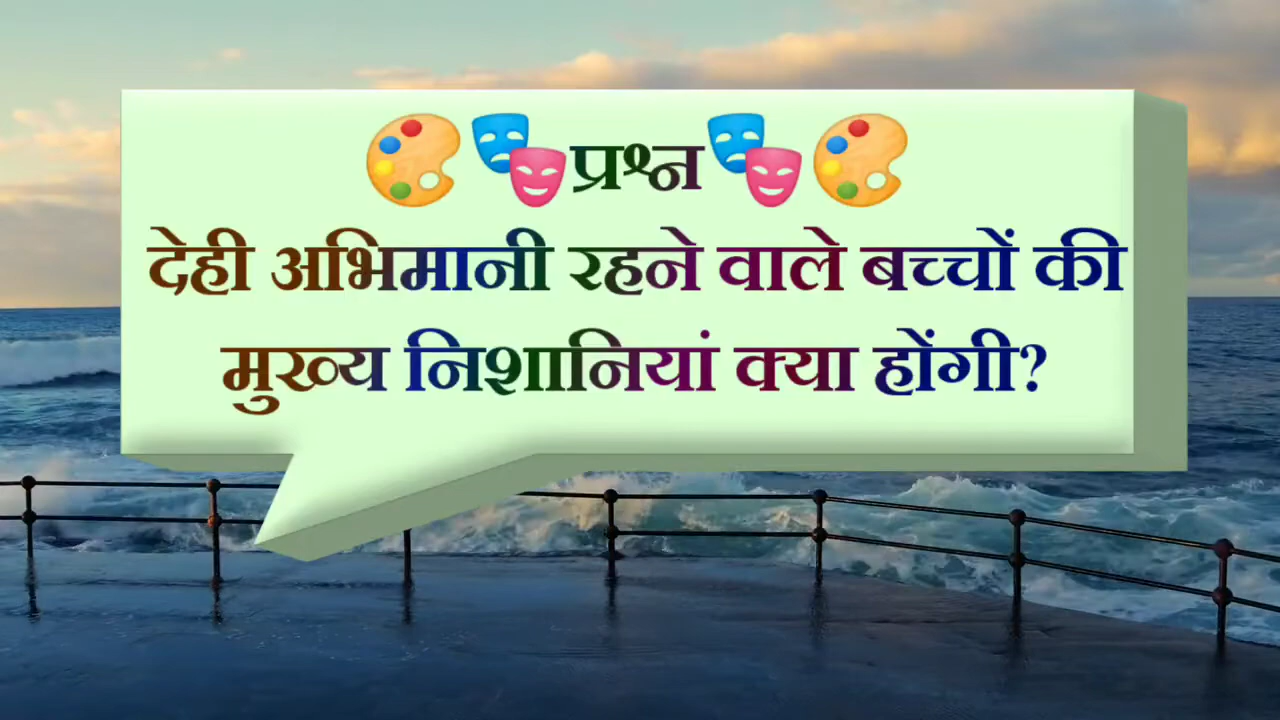 🎨🎭प्रश्न🎭🎨
देही अभिमानी रहने वाले बच्चों की
मुख्य निशानियां क्या होंगी?